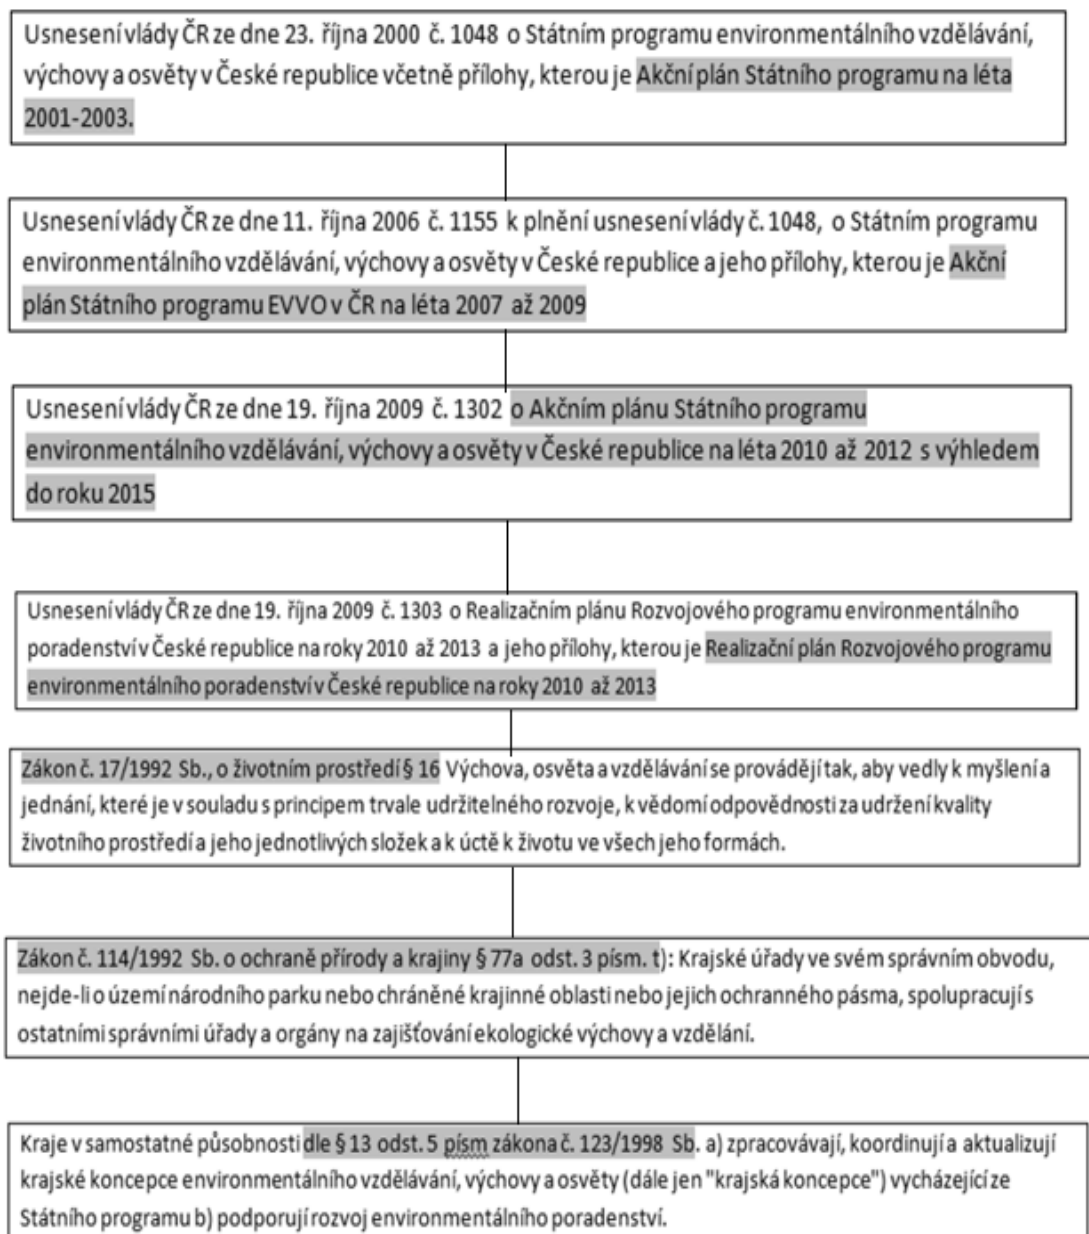 Usnesení vlády ČR ze dne 23. října 2000 č. 1048 o Státním programu environmentálního vzdělávání,
výchovy a osvěty v České republice včetně přílohy, kterou je Akční plán Státního programu na léta
2001-2003.
Usnesení vlády ČR ze dne 11. října 2006 č. 1155 k plnění usnesení vlády č. 1048, o Státním programu
environmentálního vzdělávání, výchovy a osvěty v České republice a jeho přílohy, kterou je Akční
plán Státního programu EVVO v ČR na léta 2007 až 2009
Usnesení vlády ČR ze dne 19. října 2009 č. 1302 o Akčním plánu Státního programu
environmentálního vzdělávání, výchovy a osvěty v České republice na léta 2010 až 2012 s výhledem
do roku 2015
Usnesení vlády ČR ze dne 19. října 2009 č. 1303 o Realizačním plánu Rozvojového programu environmentálního
poradenství v České republice na roky 2010 až 2013 a jeho přílohy, kterou je Realizační plán Rozvojového programu
environmentálního poradenství v České republice na roky 2010 až 2013
Zákon č. 17/1992 Sb., o životním prostředí § 16 Výchova, osvěta a vzdělávání se provádějí tak, aby vedly k myšlení a
jednání, které je v souladu s principem trvale udržitelného rozvoje, k vědomí odpovědnosti za udržení kvality
životního prostředí a jeho jednotlivých složek a k úctě k životu ve všech jeho formách.
Zákon č. 114/1992 Sb. o ochraně přírody a krajiny § 77a odst. 3 písm. t): Krajské úřady ve svém správním obvodu,
nejde-li o území národního parku nebo chráněné krajinné oblasti nebo jejich ochranného pásma, spolupracují s
ostatními správními úřady a orgány na zajišťování ekologické výchovy a vzdělání.
Kraje v samostatné působnosti dle § 13 odst. 5 písm zákona č. 123/1998 Sb. a) zpracovávají, koordinují a aktualizují
krajské koncepce environmentálního vzdělávání, výchovy a osvěty (dále jen "krajská koncepce") vycházející ze
Státního programu b) podporují rozvoj environmentálního poradenství.